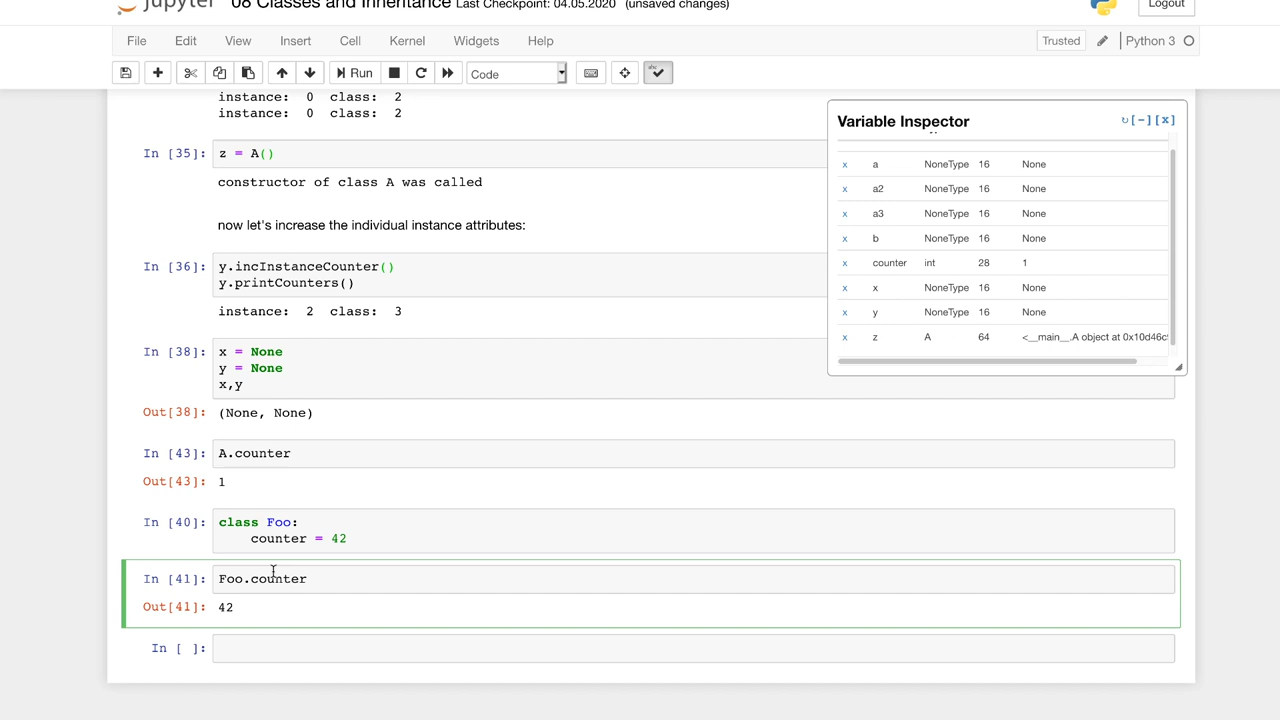 jupyter 08 Classes and Inheritance Last Checkpoint: 04.05.2020 (unsaved changes) Logout
File Edit View Insert Cell Kernel Widgets Help Trusted Python 3
Run Code
instance: 0 class: 2
instance: 0 class: 2
In [35]: z = A()
constructor of class A was called
now let's increase the individual instance attributes:
In [36]: y.incInstanceCounter()
y.printCounters()
instance: 2 class: 3
In [38]: x = None
y = None
x,y
Out[38]: (None, None)
In [43]: A.counter
Out[43]: 1
In [40]: class Foo:
counter = 42
In [41]: Foo.counter
Out[41]: 42
In [ ]:
Variable Inspector ↻[-][x]
x a NoneType 16 None
x a2 NoneType 16 None
x a3 NoneType 16 None
x b NoneType 16 None
x counter int 28 1
x x NoneType 16 None
x y NoneType 16 None
x z A 64 <__main__.A object at 0x10d46c